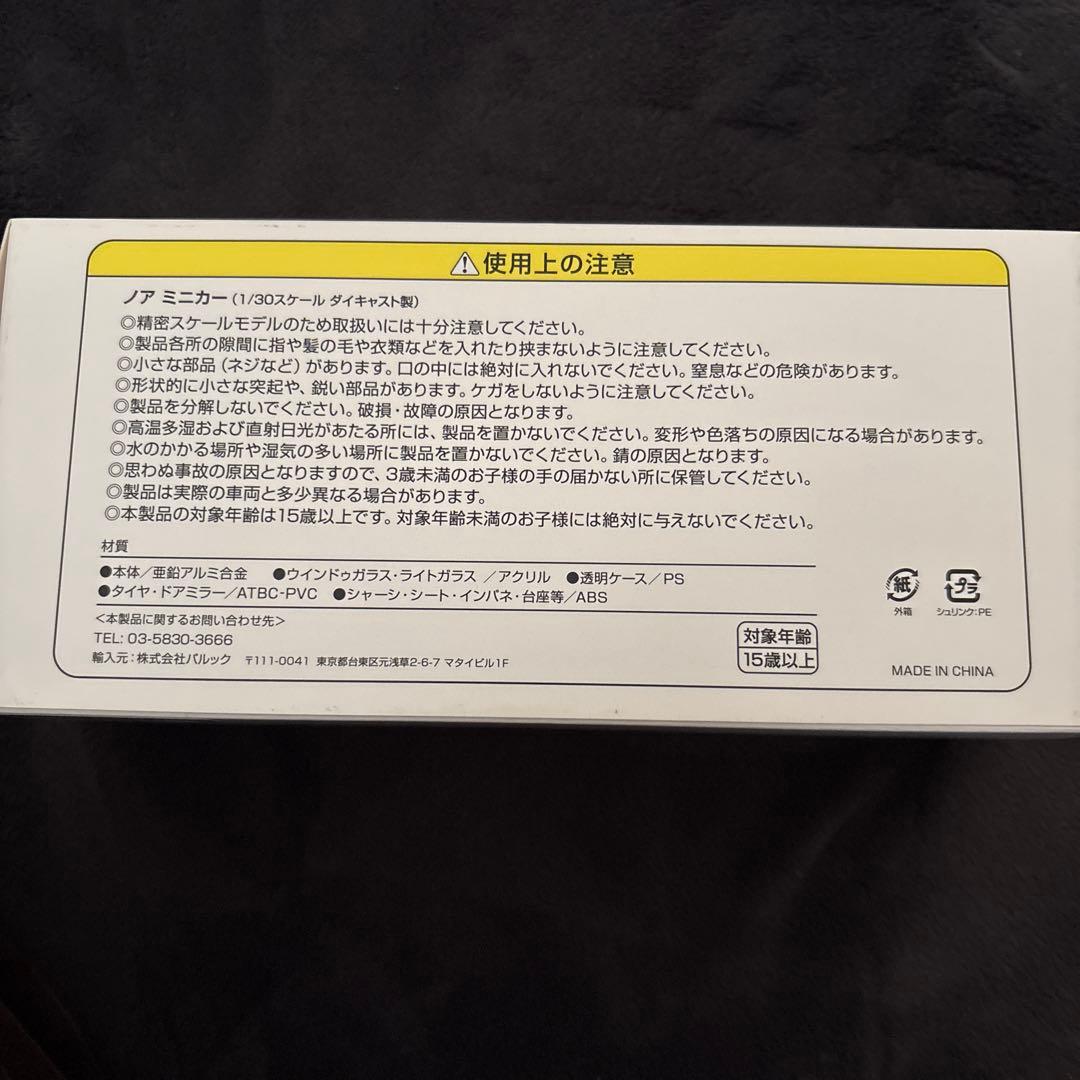 ⚠使用上の注意
ノア ミニカー(1/30スケール ダイキャスト製)
◎精密スケールモデルのため取扱いには十分注意してください。
◎製品各所の隙間に指や髪の毛や衣類などを入れたり挟まないように注意してください。
◎小さな部品(ネジなど)があります。口の中には絶対に入れないでください。窒息などの危険があります。
◎形状的に小さな突起や、鋭い部品があります。ケガをしないように注意してください。
◎製品を分解しないでください。破損・故障の原因となります。
◎高温多湿および直射日光があたる所には、製品を置かないでください。変形や色落ちの原因になる場合があります。
◎水のかかる場所や湿気の多い場所に製品を置かないでください。錆の原因となります。
◎思わぬ事故の原因となりますので、3歳未満のお子様の手の届かない所に保管してください。
◎製品は実際の車両と多少異なる場合があります。
◎本製品の対象年齢は15歳以上です。対象年齢未満のお子様には絶対に与えないでください。
材質
●本体/亜鉛アルミ合金 ●ウインドゥガラス・ライトガラス /アクリル ●透明ケース/PS
●タイヤ・ドアミラー/ATBC-PVC ●シャーシ・シート・インパネ・台座等/ABS
<本製品に関するお問い合わせ先>
TEL: 03-5830-3666
輸入元:株式会社バルック 〒111-0041 東京都台東区元浅草2-6-7 マタイビル1F
対象年齢
15歳以上
紙
外箱
プラ
シュリンク:PE
MADE IN CHINA